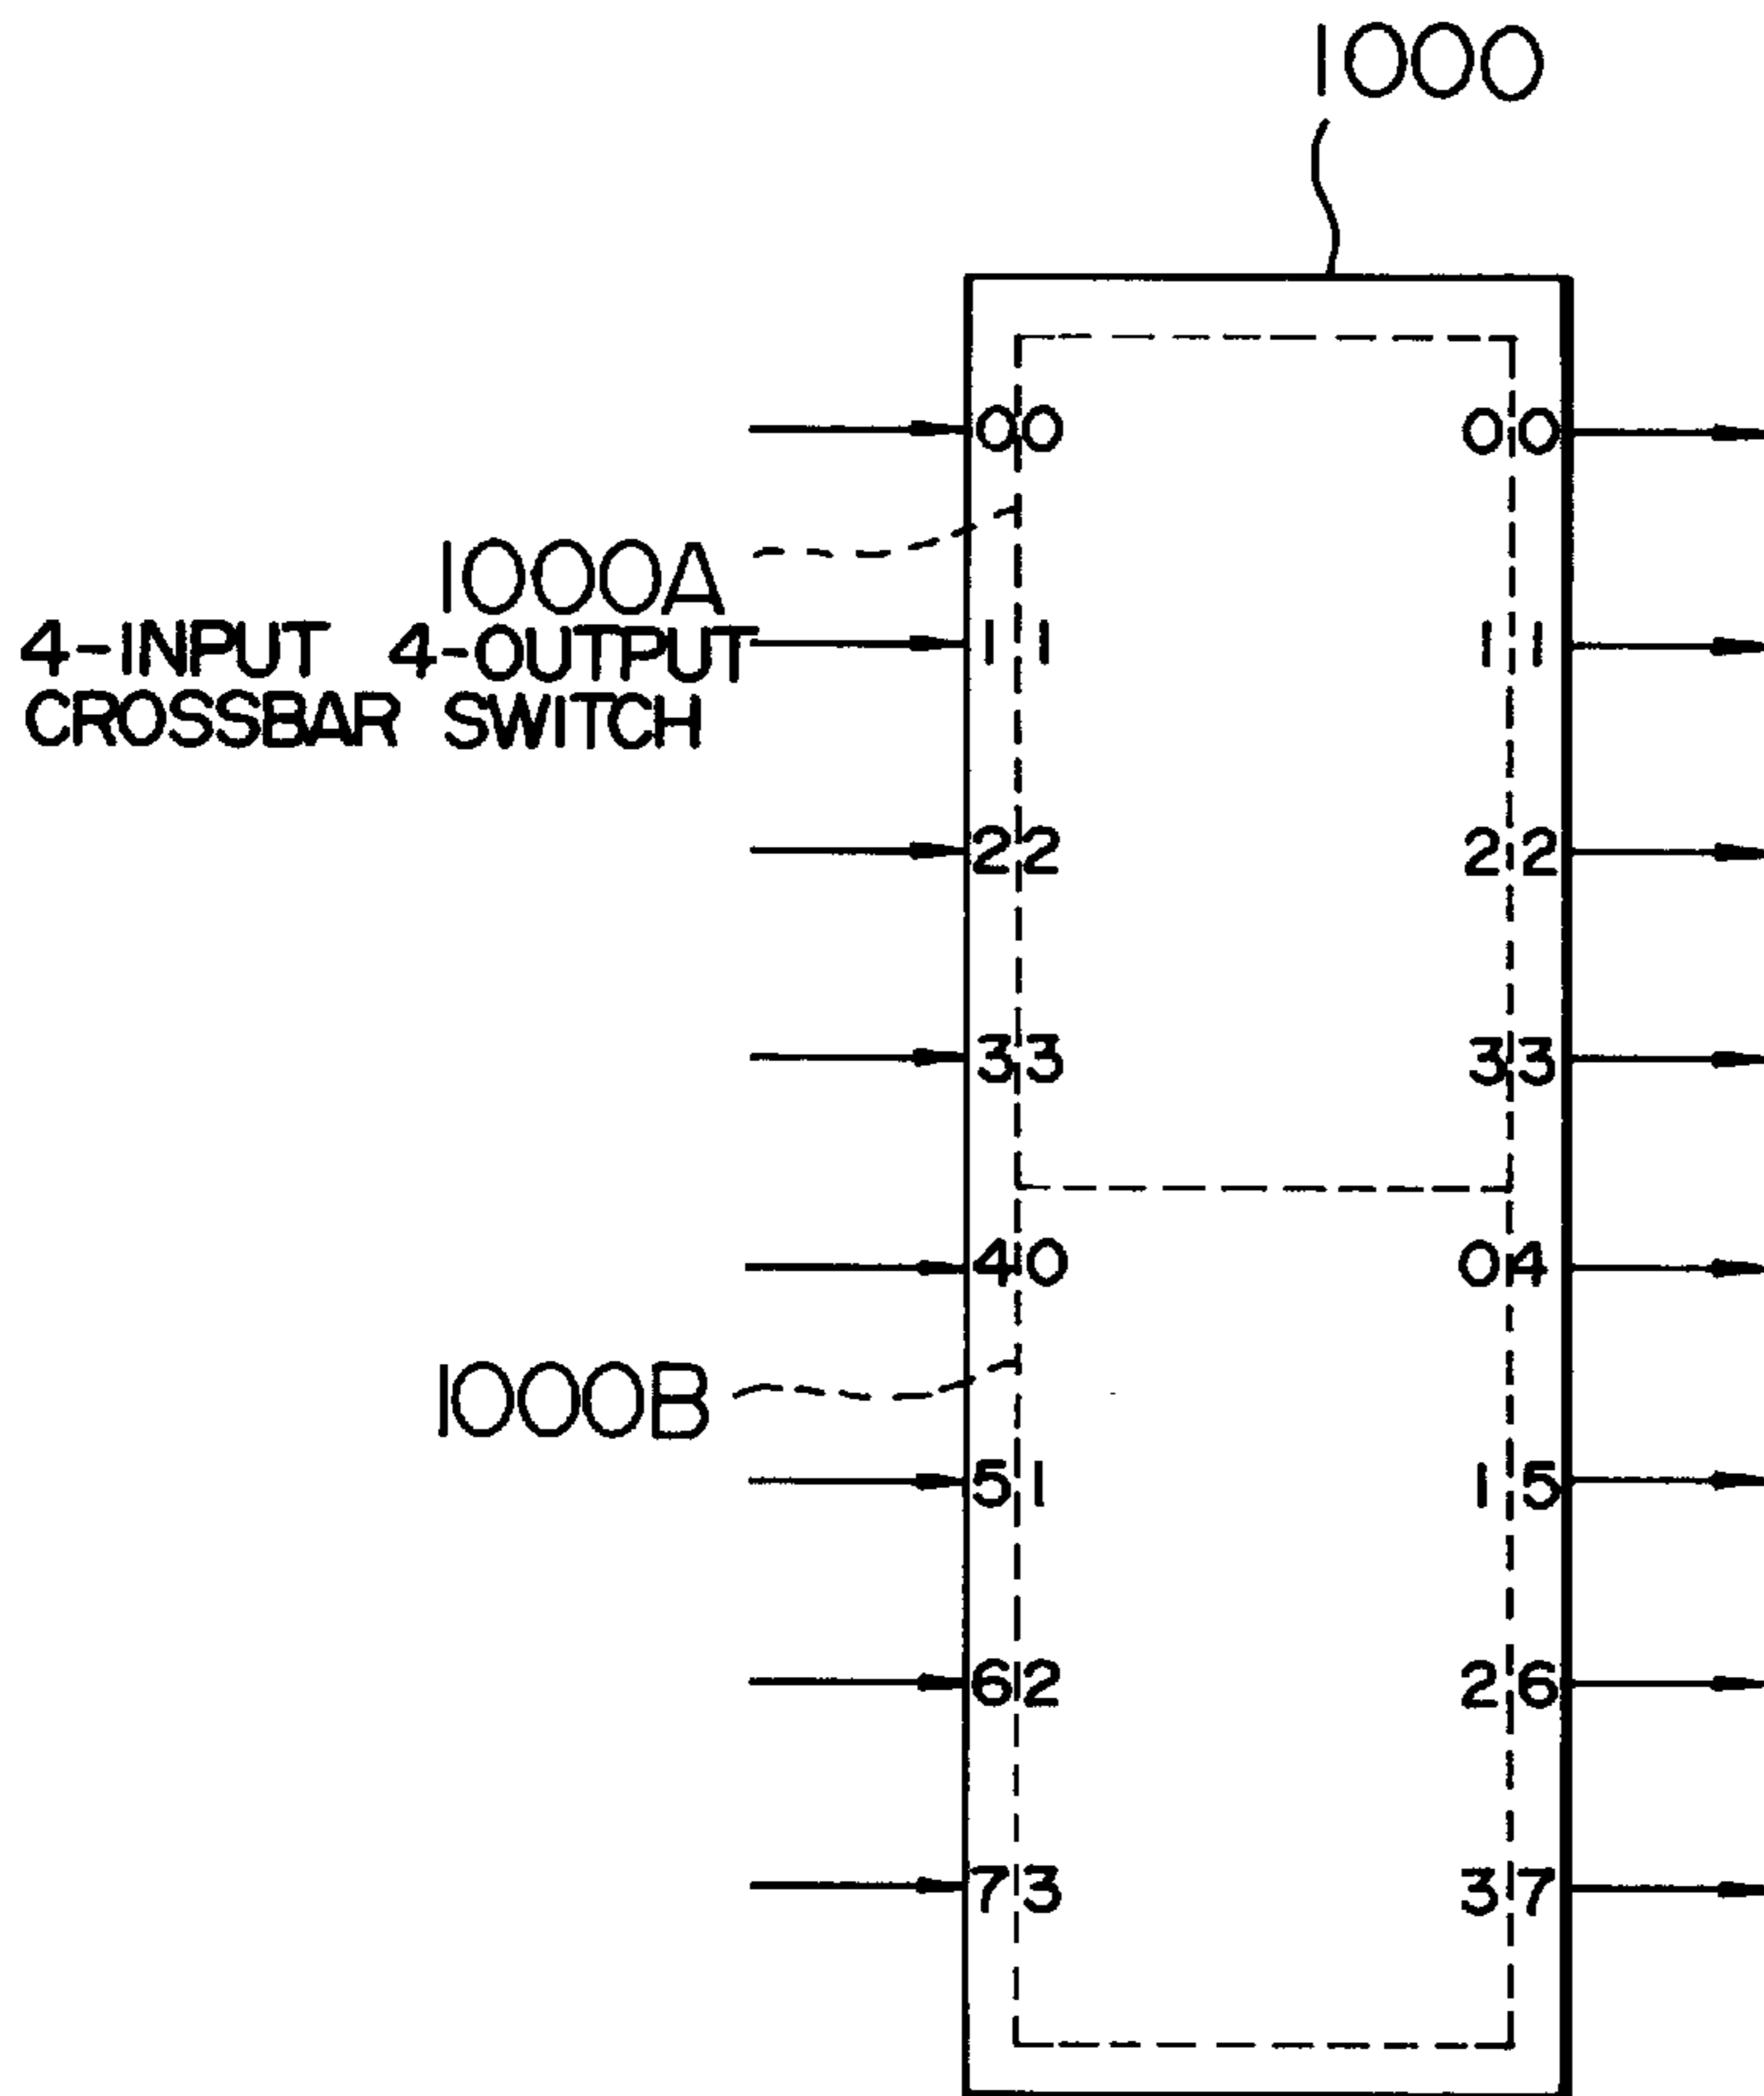 1000
00 00
1000A
4-INPUT 4-OUTPUT
CROSSBAR SWITCH
11 11
22 22
33 33
40 04
1000B
51 15
62 26
73 37